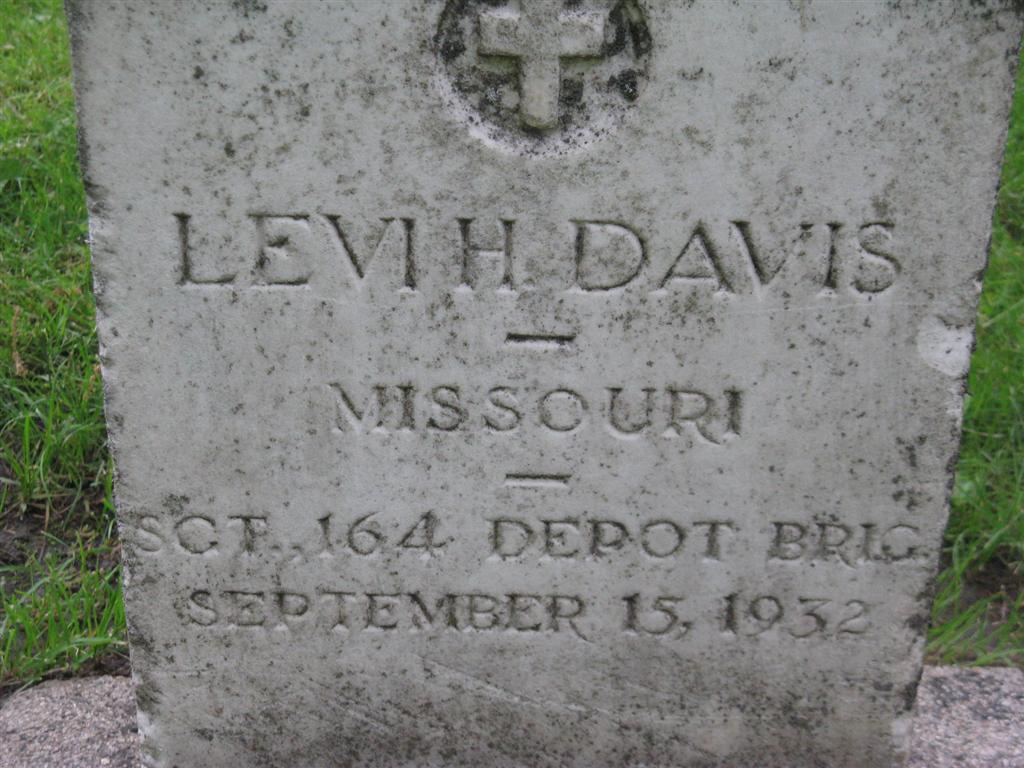 LEVI H. DAVIS
MISSOURI
SGT., 164 DEPOT BRIG.
SEPTEMBER 15, 1932